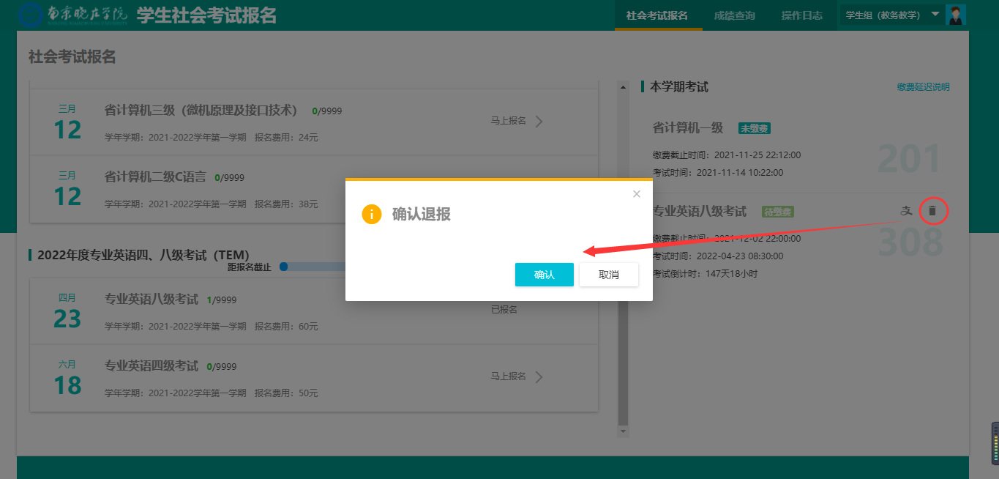 南京晓庄学院 学生社会考试报名
社会考试报名 成绩查询 操作日志 学生组（教务教学）
社会考试报名
三月
12
省计算机三级（微机原理及接口技术） 0/9999
学年学期：2021-2022学年第一学期 报名费用：24元
马上报名
三月
12
省计算机二级C语言 0/9999
学年学期：2021-2022学年第一学期 报名费用：38元
2022年度专业英语四、八级考试（TEM）
距报名截止
四月
23
专业英语八级考试 1/9999
学年学期：2021-2022学年第一学期 报名费用：60元
已报名
六月
18
专业英语四级考试 0/9999
学年学期：2021-2022学年第一学期 报名费用：50元
马上报名
本学期考试 缴费延迟说明
省计算机一级 未缴费
缴费截止时间：2021-11-25 22:12:00
考试时间：2021-11-14 10:22:00
201
专业英语八级考试 待缴费 支
缴费截止时间：2021-12-02 22:00:00
考试时间：2022-04-23 08:30:00
考试倒计时：147天18小时
308
确认退报
确认 取消